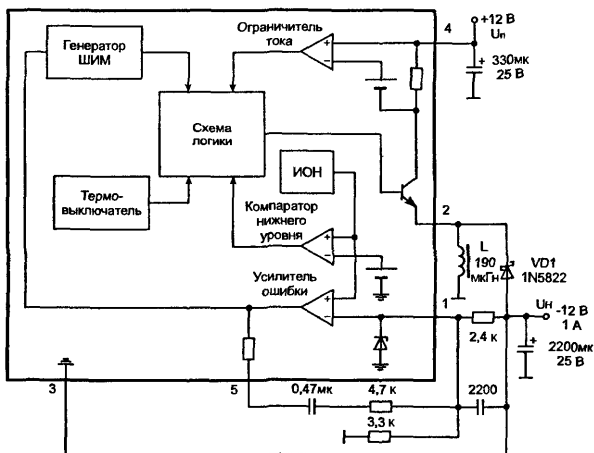 Генератор
ШИМ
Ограничитель
тока
4
+12 В
Uп
+
330мк
25 В
+
−
Схема
логики
ИОН
Термо-
выключатель
Компаратор
нижнего
уровня
+
−
2
L
190
мкГн
VD1
1N5822
Усилитель
ошибки
+
−
1
2,4 к
Uн
-12 В
1 А
+
2200мк
25 В
3
5
0,47мк
4,7 к
2200
3,3 к